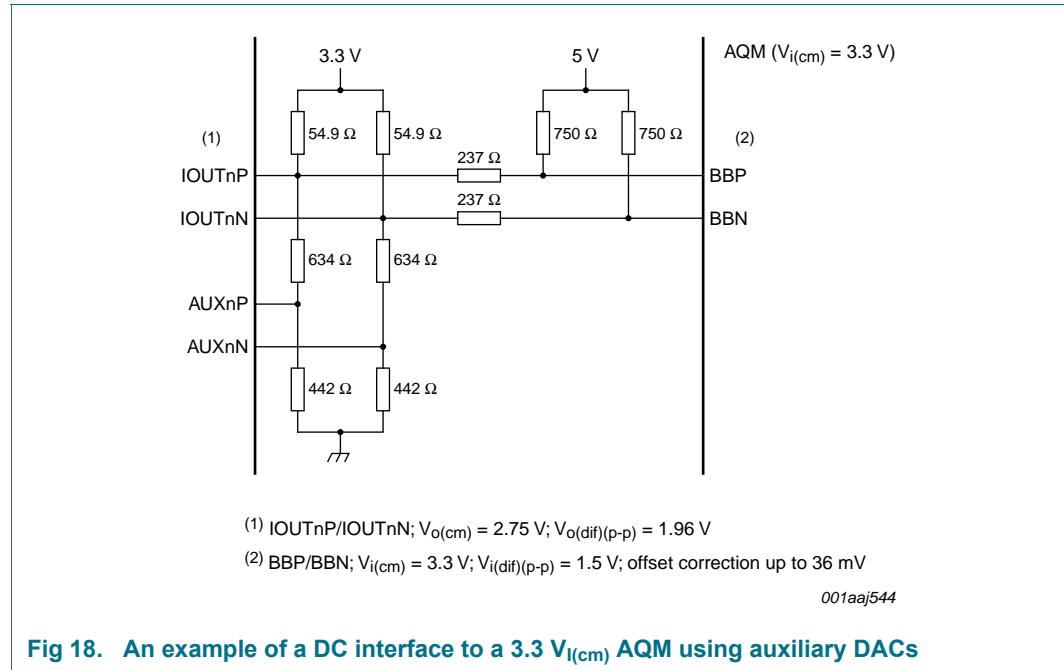 3.3 V
5 V
AQM (Vi(cm) = 3.3 V)
(1)
54.9 Ω
54.9 Ω
750 Ω
750 Ω
(2)
237 Ω
IOUTnP
BBP
237 Ω
IOUTnN
BBN
634 Ω
634 Ω
AUXnP
AUXnN
442 Ω
442 Ω
(1) IOUTnP/IOUTnN; Vo(cm) = 2.75 V; Vo(dif)(p-p) = 1.96 V
(2) BBP/BBN; Vi(cm) = 3.3 V; Vi(dif)(p-p) = 1.5 V; offset correction up to 36 mV
001aaj544
Fig 18. An example of a DC interface to a 3.3 VI(cm) AQM using auxiliary DACs